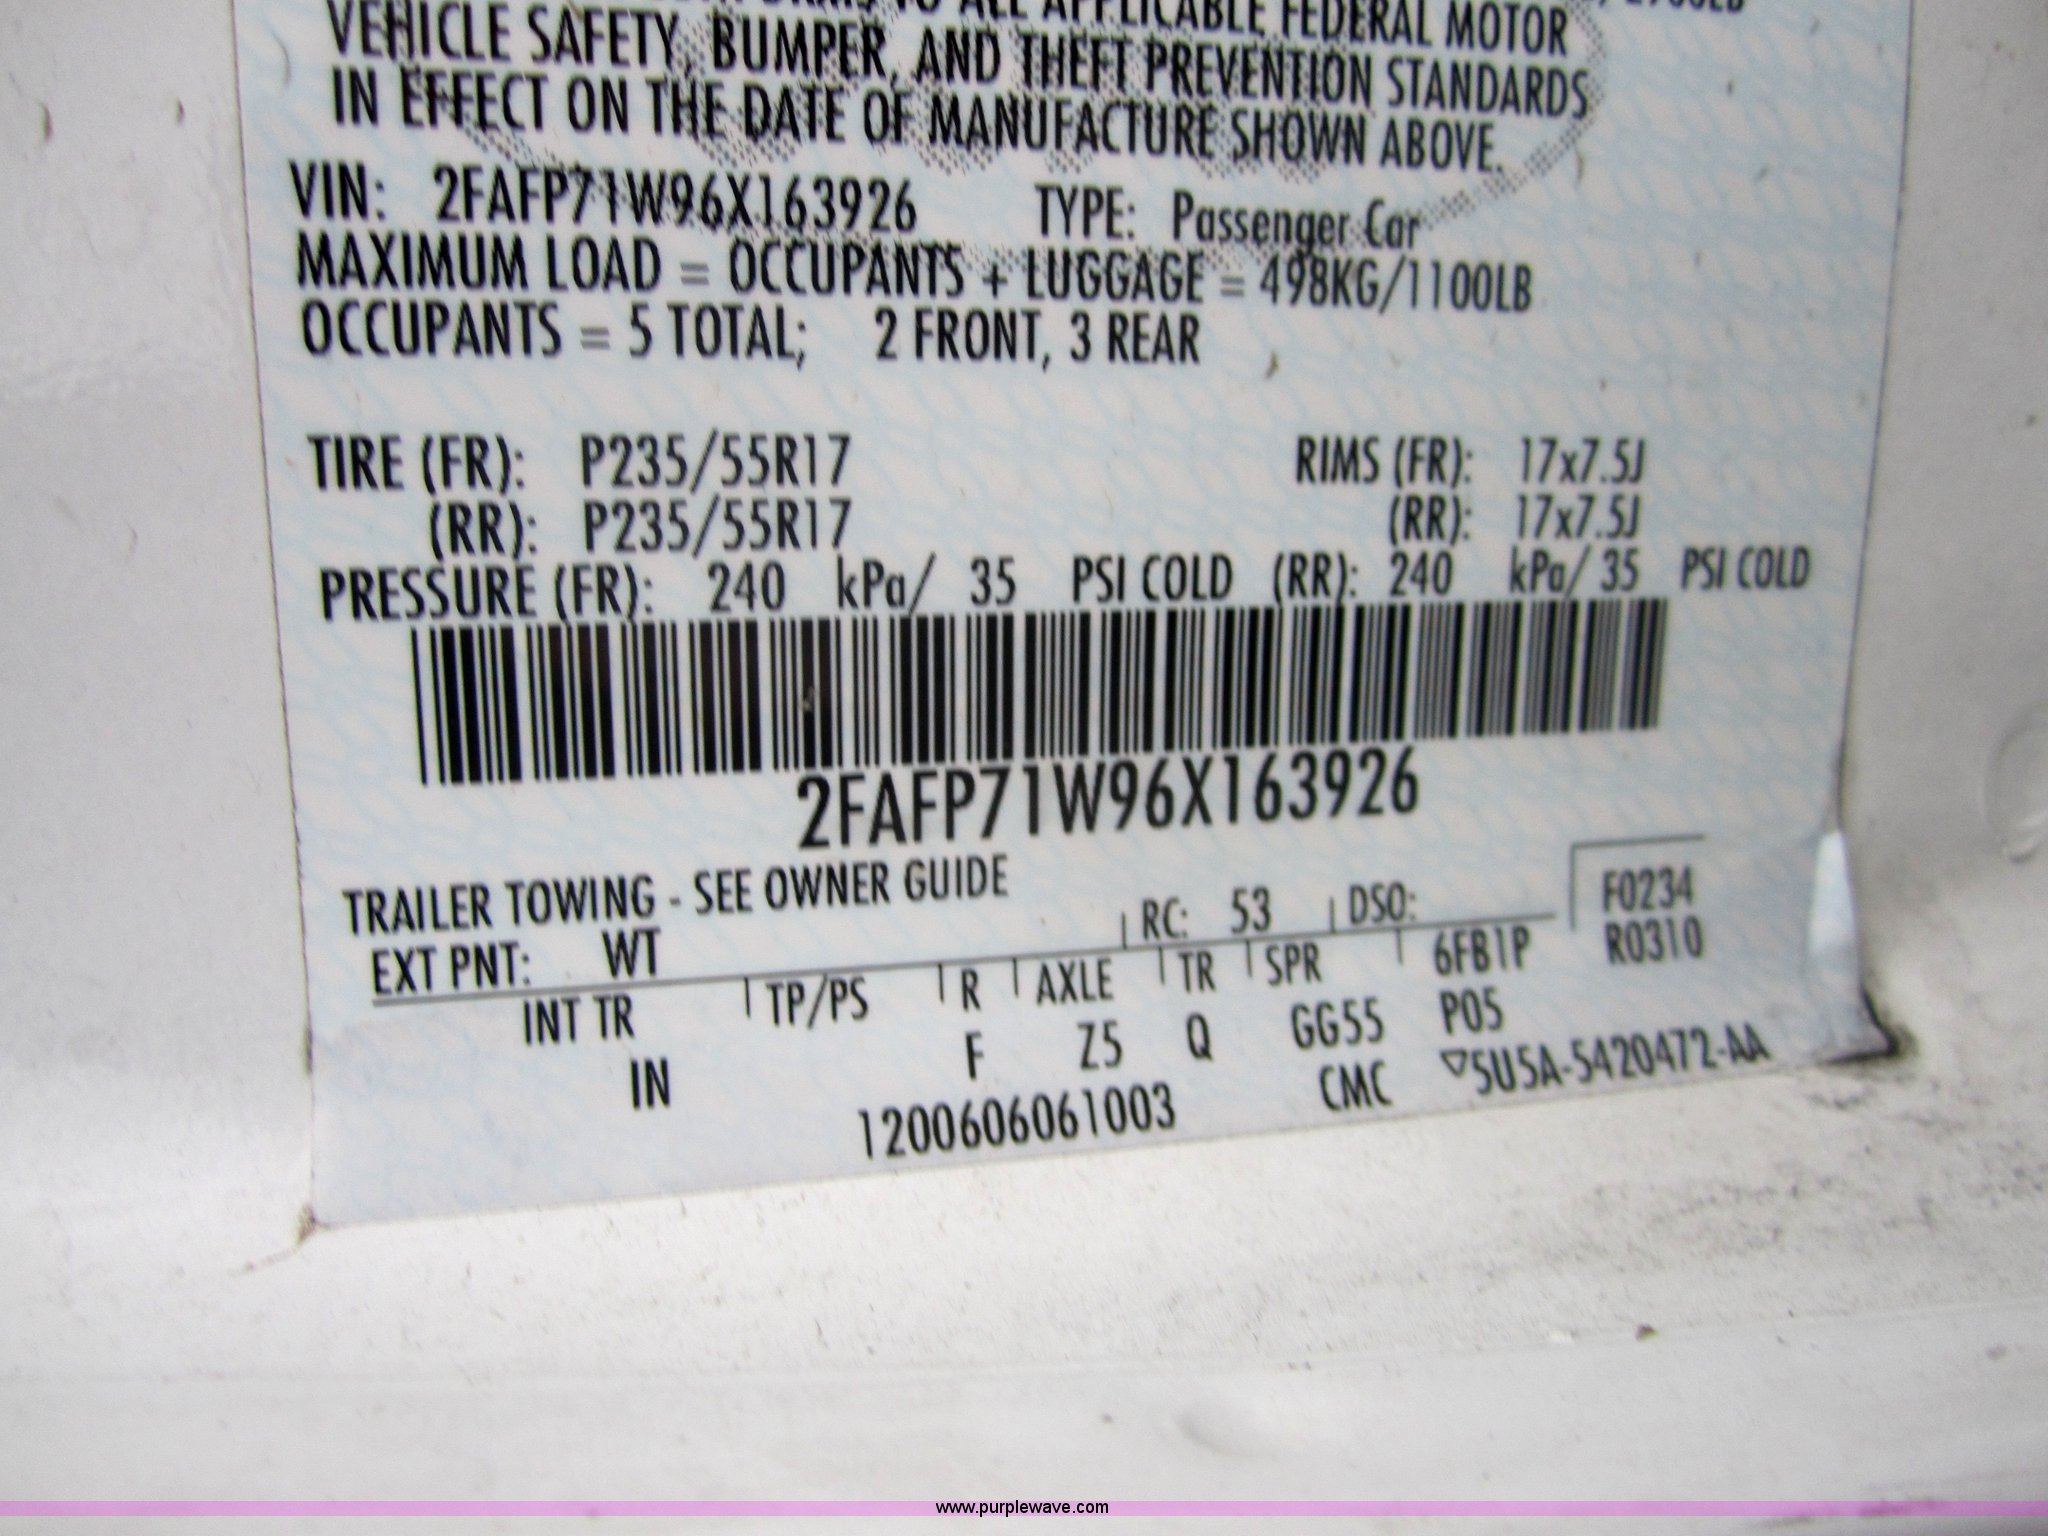 TO ALL APPLICABLE FEDERAL MOTOR
VEHICLE SAFETY, BUMPER, AND THEFT PREVENTION STANDARDS
IN EFFECT ON THE DATE OF MANUFACTURE SHOWN ABOVE.
VIN: 2FAFP71W96X163926 TYPE: Passenger Car
MAXIMUM LOAD = OCCUPANTS + LUGGAGE = 498KG/1100LB
OCCUPANTS = 5 TOTAL; 2 FRONT, 3 REAR
TIRE (FR): P235/55R17 RIMS (FR): 17x7.5J
(RR): P235/55R17 (RR): 17x7.5J
PRESSURE (FR): 240 kPa/ 35 PSI COLD (RR): 240 kPa/ 35 PSI COLD
2FAFP71W96X163926
TRAILER TOWING - SEE OWNER GUIDE
RC: 53 DSO: F0234
EXT PNT: WT R0310
INT TR TP/PS R AXLE TR SPR 6FB1P
IN F Z5 Q GG55 P05
1200606061003 CMC ▽5U5A-5420472-AA
www.purplewave.com